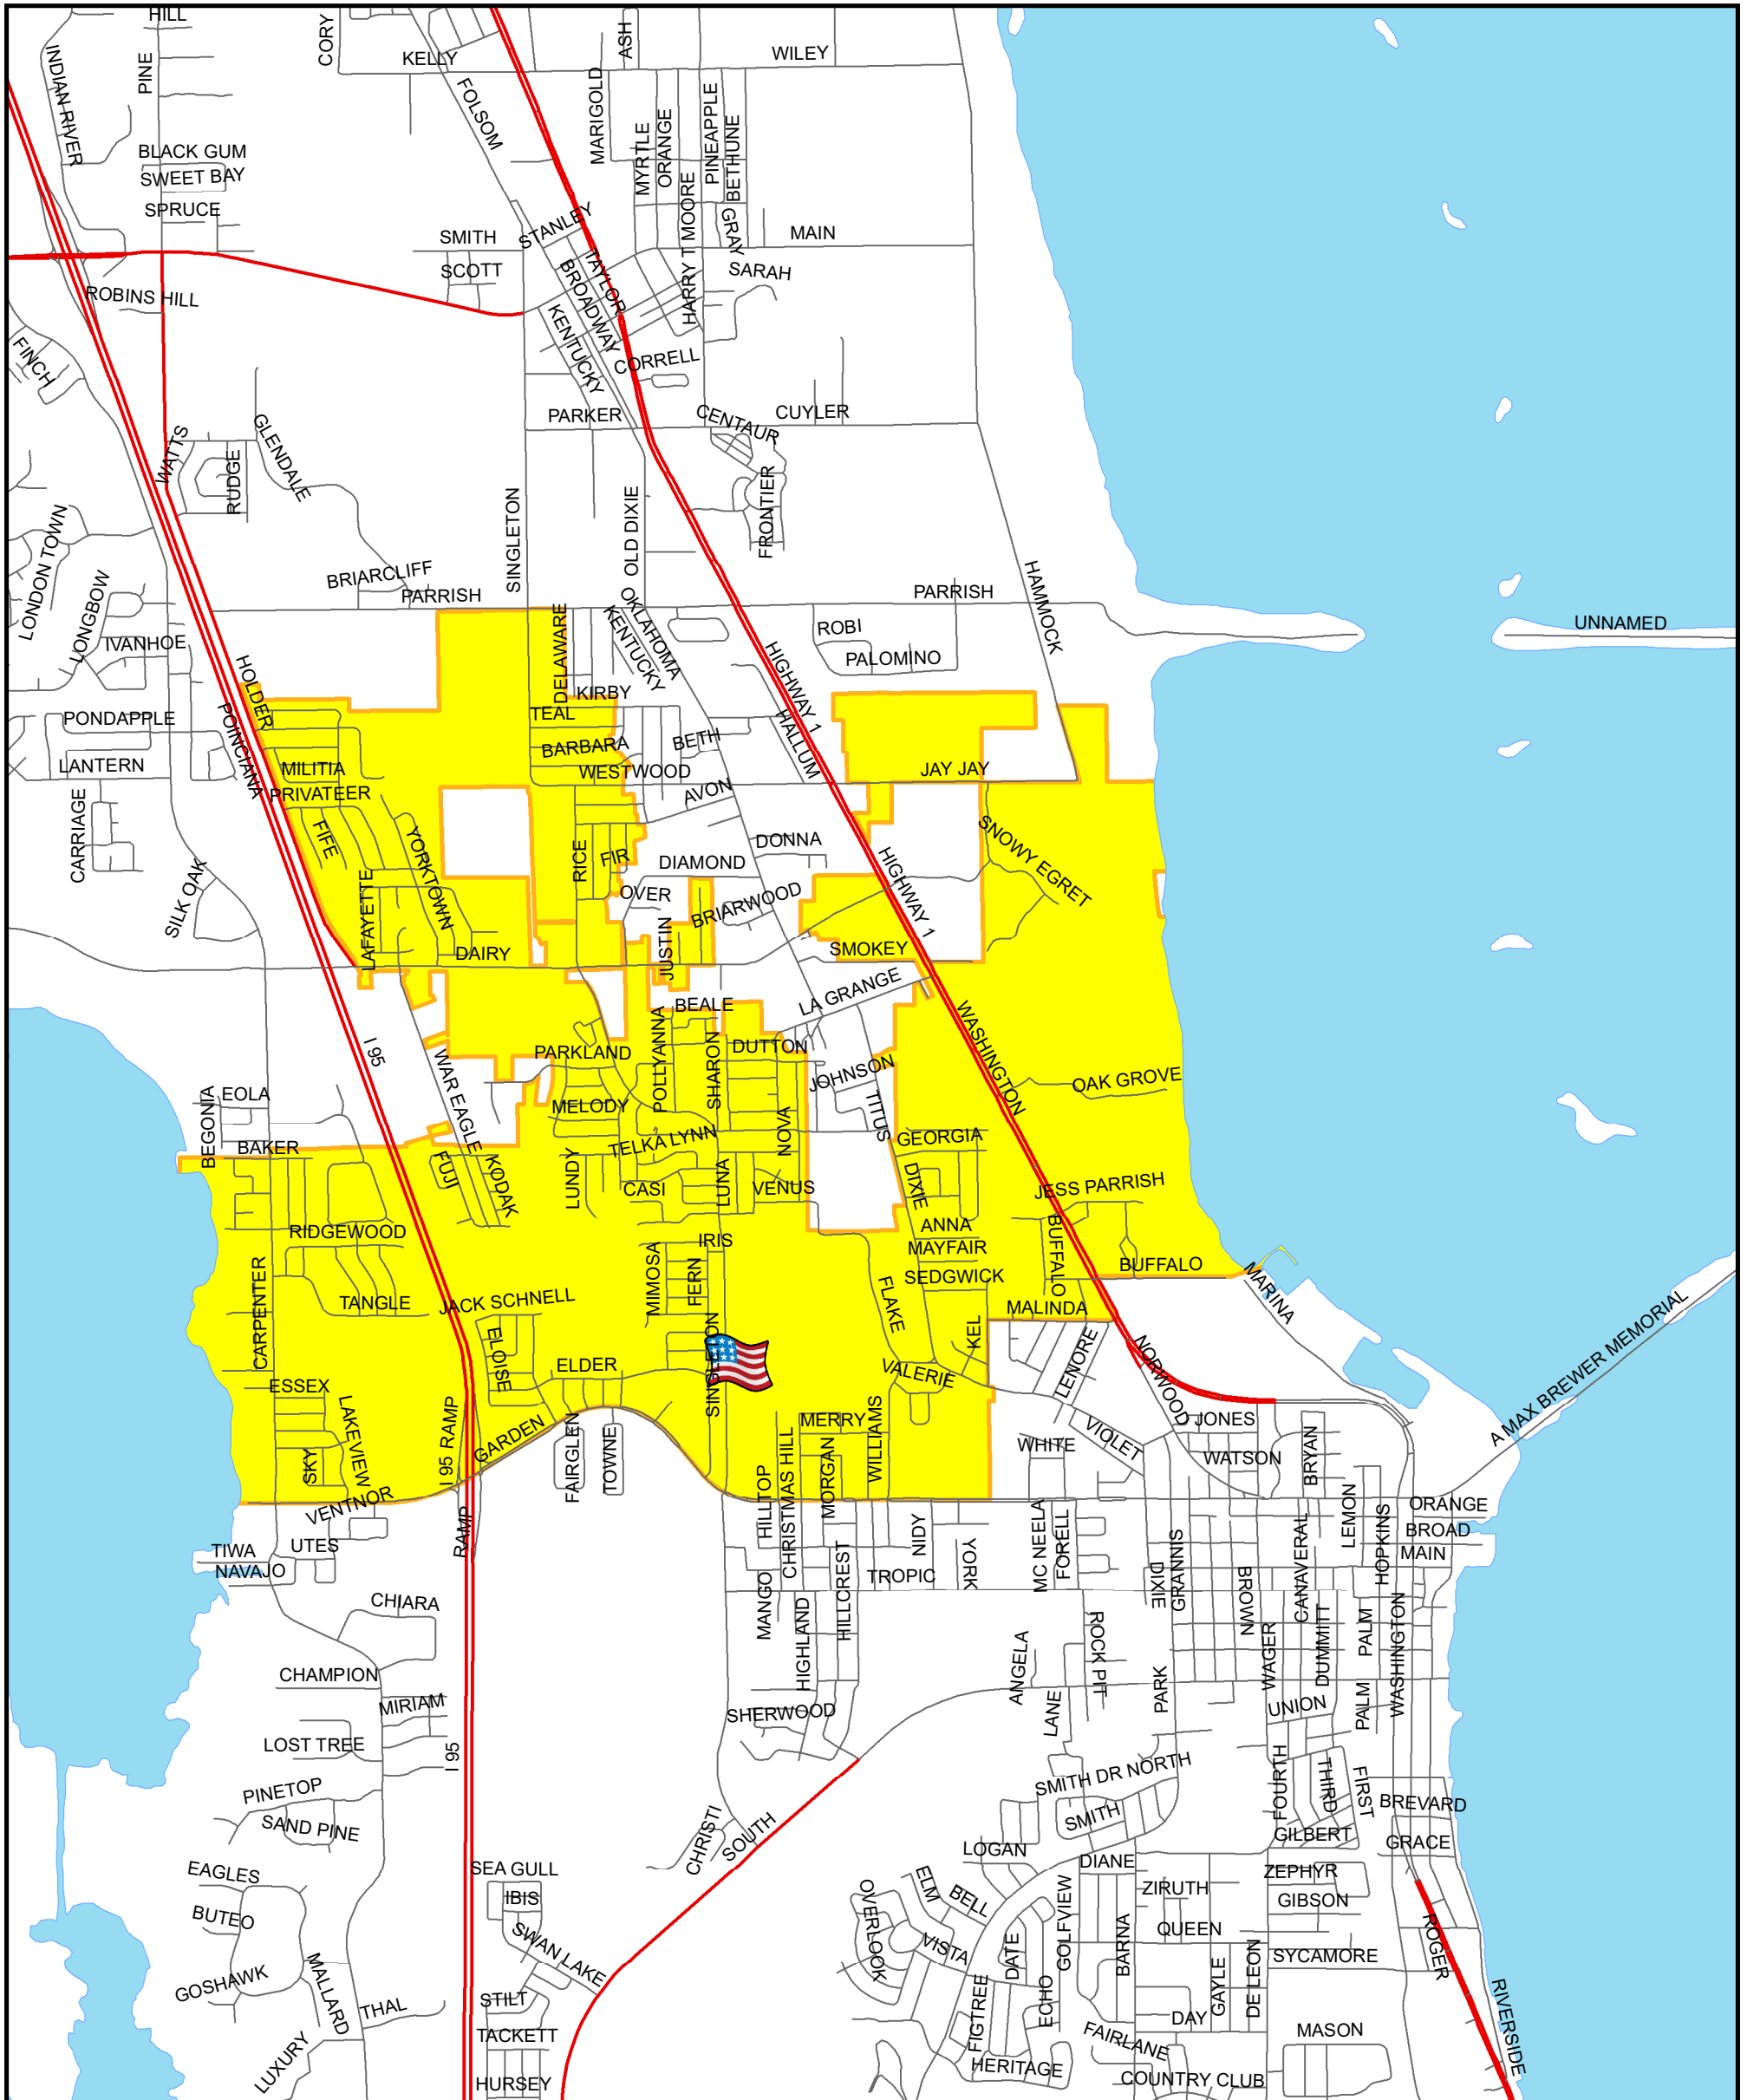 HILL
CORY
ASH
KELLY
WILEY
INDIAN RIVER
PINE
FOLSOM
MARIGOLD
MYRTLE
ORANGE
PINEAPPLE
BETHUNE
BLACK GUM
SWEET BAY
SPRUCE
SMITH
STANLEY
HARRY T MOORE
GRAY
MAIN
SCOTT
TAYLOR
BROADWAY
SARAH
ROBINS HILL
KENTUCKY
FINCH
CORRELL
PARKER
CENTAUR
CUYLER
WATTS
RUDGE
GLENDALE
SINGLETON
OLD DIXIE
FRONTIER
LONDON TOWN
LONGBOW
BRIARCLIFF
PARRISH
PARRISH
HAMMOCK
IVANHOE
DELAWARE
OKLAHOMA
KENTUCKY
ROBI
UNNAMED
PALOMINO
HOLDER
KIRBY
HIGHWAY 1
PONDAPPLE
POINCIANA
TEAL
HALLUM
BARBARA
BETH
LANTERN
MILITIA
WESTWOOD
JAY JAY
PRIVATEER
AVON
CARRIAGE
FIFE
YORKTOWN
RICE
FIR
DONNA
DIAMOND
HIGHWAY 1
SNOWY EGRET
SILK OAK
LAFAYETTE
OVER
BRIARWOOD
DAIRY
JUSTIN
SMOKEY
LA GRANGE
BEALE
WASHINGTON
I 95
WAR EAGLE
PARKLAND
POLLYANNA
SHARON
DUTTON
JOHNSON
OAK GROVE
EOLA
BEGONIA
MELODY
NOVA
TITUS
BAKER
TELKA LYNN
GEORGIA
FUJI
KODAK
LUNDY
CASI
LUNA
VENUS
DIXIE
JESS PARRISH
RIDGEWOOD
IRIS
ANNA
MAYFAIR
BUFFALO
BUFFALO
CARPENTER
MIMOSA
FERN
SEDGWICK
MARINA
TANGLE
JACK SCHNELL
FLAKE
MALINDA
ELOISE
SINGLETON
KEL
LENORE
NORWOOD
A MAX BREWER MEMORIAL
ELDER
VALERIE
ESSEX
LAKEVIEW
I 95 RAMP
GARDEN
FAIRGLEN
TOWNE
MERRY
WILLIAMS
VIOLET
JONES
SKY
CHRISTMAS HILL
MORGAN
WHITE
WATSON
BRYAN
VENTNOR
HILLTOP
LEMON
ORANGE
RAMP
NIDY
MC NEELA
FORELL
BROAD
UTES
CANAVERAL
HOPKINS
MAIN
TIWA
NAVAJO
YORK
GRANNIS
TROPIC
DIXIE
BROWN
MANGO
HILLCREST
CHIARA
HIGHLAND
ROCK PIT
WAGER
DUMMITT
PALM
WASHINGTON
ANGELA
CHAMPION
PARK
MIRIAM
LANE
UNION
PALM
SHERWOOD
LOST TREE
I 95
SMITH DR NORTH
FOURTH
THIRD
FIRST
PINETOP
BREVARD
SAND PINE
SMITH
CHRISTI
SOUTH
GILBERT
GRACE
LOGAN
DIANE
EAGLES
SEA GULL
ZEPHYR
IBIS
ELM
BELL
ZIRUTH
GIBSON
BUTEO
OVERLOOK
GOLFVIEW
SWAN LAKE
VISTA
DATE
BARNA
QUEEN
ROGER
SYCAMORE
GOSHAWK
MALLARD
GAYLE
DE LEON
STILT
THAL
FIGTREE
ECHO
DAY
RIVERSIDE
TACKETT
FAIRLANE
MASON
LUXURY
HERITAGE
HURSEY
COUNTRY CLUB